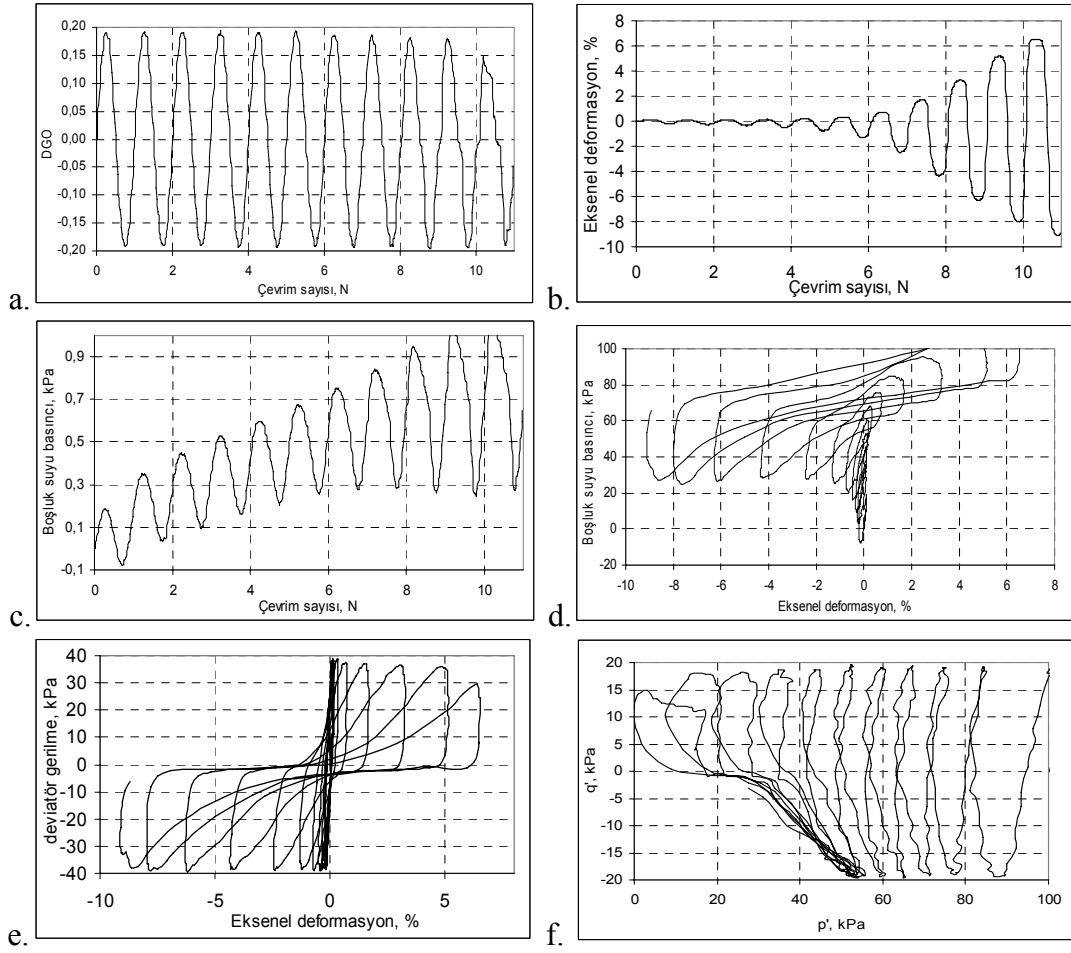 0,20
0,15
0,10
0,05
0,00
-0,05
-0,10
-0,15
-0,20
DGO
0 2 4 6 8 10
Çevrim sayısı, N
a.
8
6
4
2
0
-2
-4
-6
-8
-10
Eksenel deformasyon, %
0 2 4 6 8 10
Çevrim sayısı, N
b.
0,9
0,7
0,5
0,3
0,1
-0,1
Boşluk suyu basıncı, kPa
0 2 4 6 8 10
Çevrim sayısı, N
c.
100
80
60
40
20
0
-20
Boşluk suyu basıncı, kPa
-10 -8 -6 -4 -2 0 2 4 6 8
Eksenel deformasyon, %
d.
40
30
20
10
0
-10
-20
-30
-40
deviatör gerilme, kPa
-10 -5 0 5
Eksenel deformasyon, %
e.
20
15
10
5
0
-5
-10
-15
-20
q', kPa
0 20 40 60 80 100
p', kPa
f.